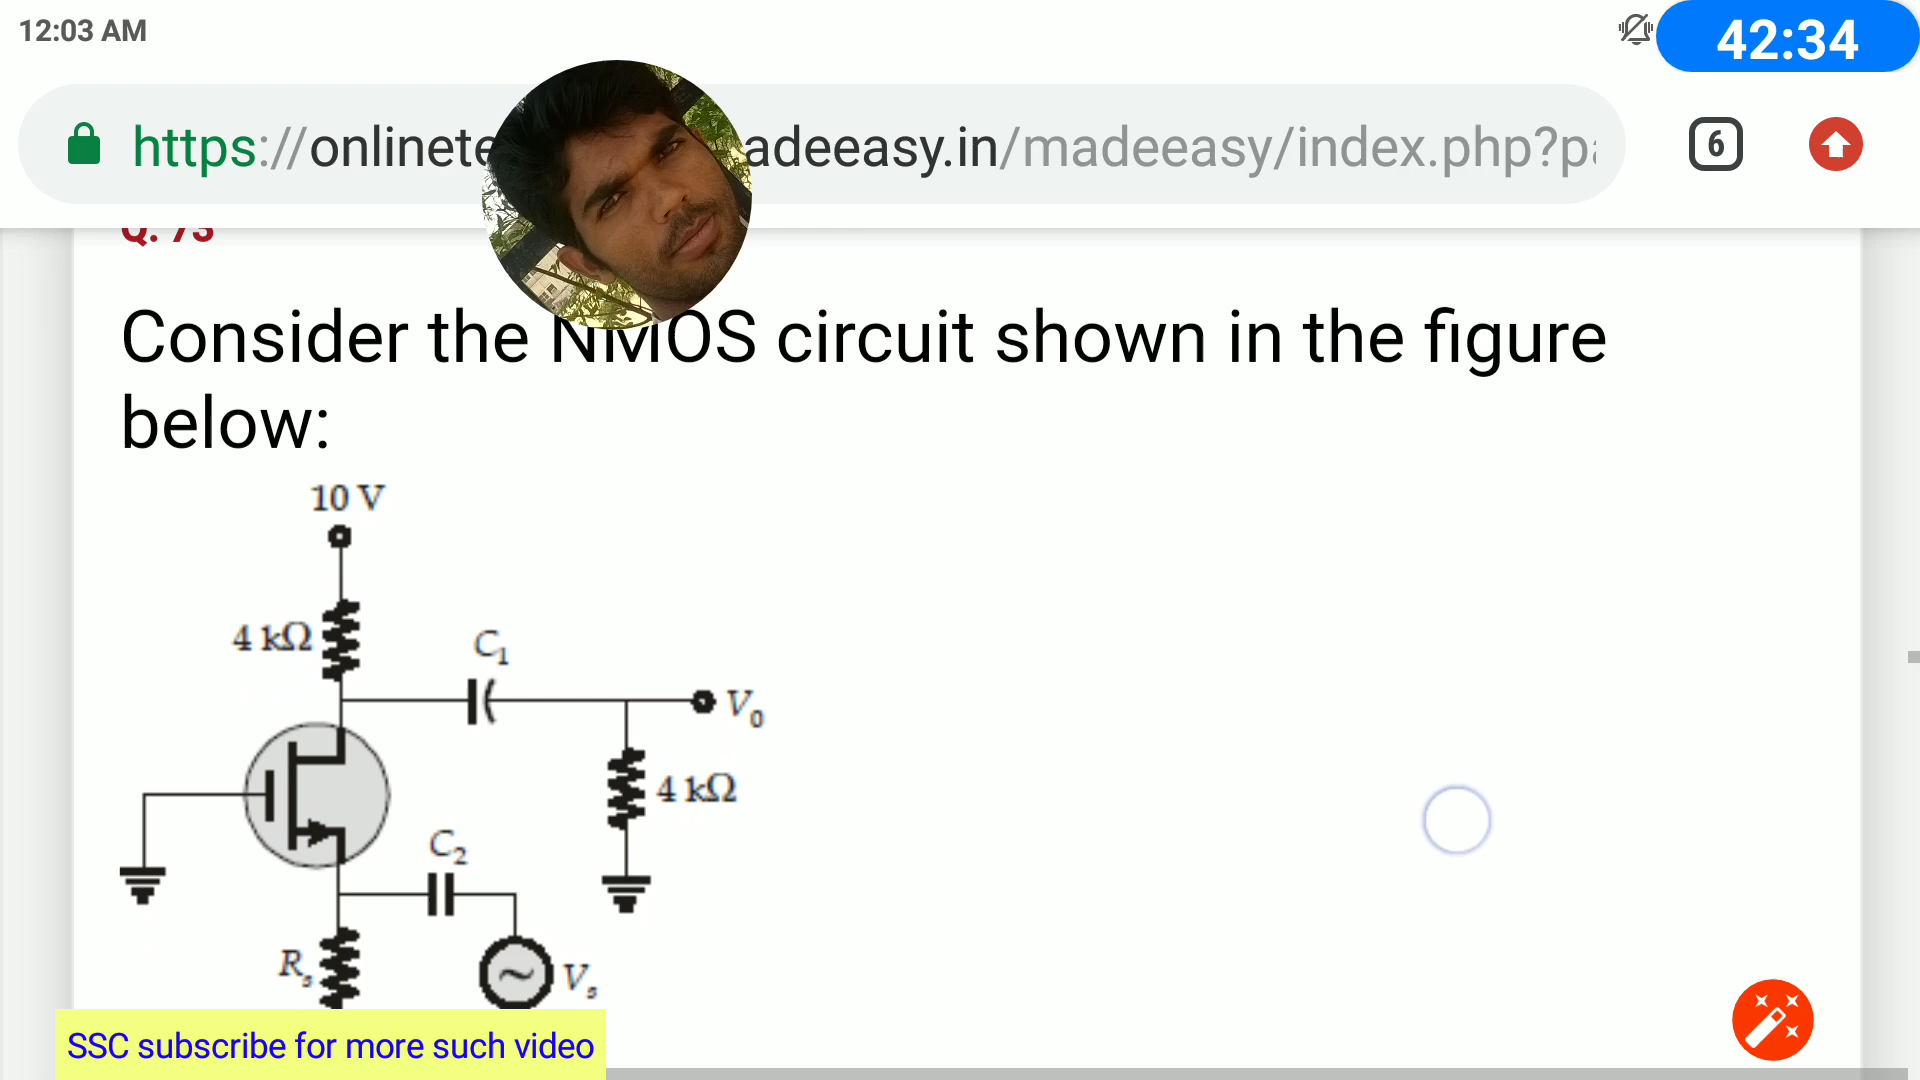 12:03 AM
42:34
https://onlinete adeeasy.in/madeeasy/index.php?pa
6
Q. 73
Consider the NMOS circuit shown in the figure
below:
10 V
4 kΩ
C1
V0
4 kΩ
C2
Rs
Vs
SSC subscribe for more such video